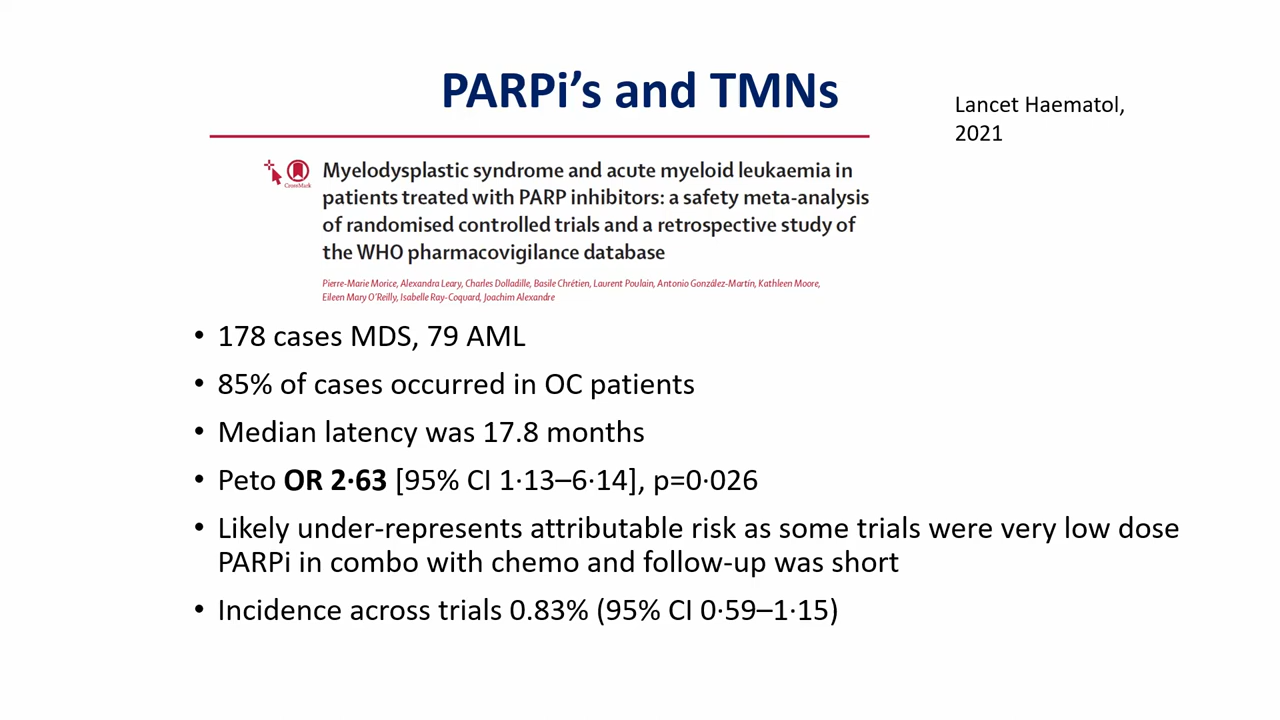 PARPi's and TMNs
Lancet Haematol,
2021
CrossMark
Myelodysplastic syndrome and acute myeloid leukaemia in
patients treated with PARP inhibitors: a safety meta-analysis
of randomised controlled trials and a retrospective study of
the WHO pharmacovigilance database
Pierre-Marie Morice, Alexandra Leary, Charles Dolladille, Basile Chrétien, Laurent Poulain, Antonio González-Martín, Kathleen Moore,
Eileen Mary O'Reilly, Isabelle Ray-Coquard, Joachim Alexandre
• 178 cases MDS, 79 AML
• 85% of cases occurred in OC patients
• Median latency was 17.8 months
• Peto OR 2·63 [95% CI 1·13–6·14], p=0·026
• Likely under-represents attributable risk as some trials were very low dose
PARPi in combo with chemo and follow-up was short
• Incidence across trials 0.83% (95% CI 0·59–1·15)